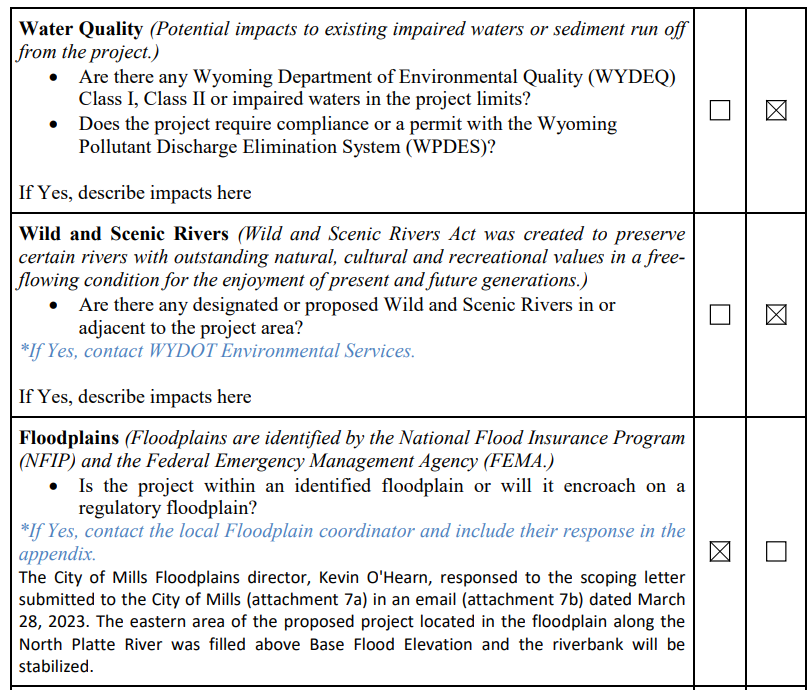 Water Quality (Potential impacts to existing impaired waters or sediment run off
from the project.)
• Are there any Wyoming Department of Environmental Quality (WYDEQ)
Class I, Class II or impaired waters in the project limits?
• Does the project require compliance or a permit with the Wyoming
Pollutant Discharge Elimination System (WPDES)?
☐ ☒
If Yes, describe impacts here
Wild and Scenic Rivers (Wild and Scenic Rivers Act was created to preserve
certain rivers with outstanding natural, cultural and recreational values in a free-
flowing condition for the enjoyment of present and future generations.)
• Are there any designated or proposed Wild and Scenic Rivers in or
adjacent to the project area?
☐ ☒
*If Yes, contact WYDOT Environmental Services.
If Yes, describe impacts here
Floodplains (Floodplains are identified by the National Flood Insurance Program
(NFIP) and the Federal Emergency Management Agency (FEMA.)
• Is the project within an identified floodplain or will it encroach on a
regulatory floodplain?
*If Yes, contact the local Floodplain coordinator and include their response in the
appendix.
☒ ☐
The City of Mills Floodplains director, Kevin O'Hearn, responsed to the scoping letter
submitted to the City of Mills (attachment 7a) in an email (attachment 7b) dated March
28, 2023. The eastern area of the proposed project located in the floodplain along the
North Platte River was filled above Base Flood Elevation and the riverbank will be
stabilized.